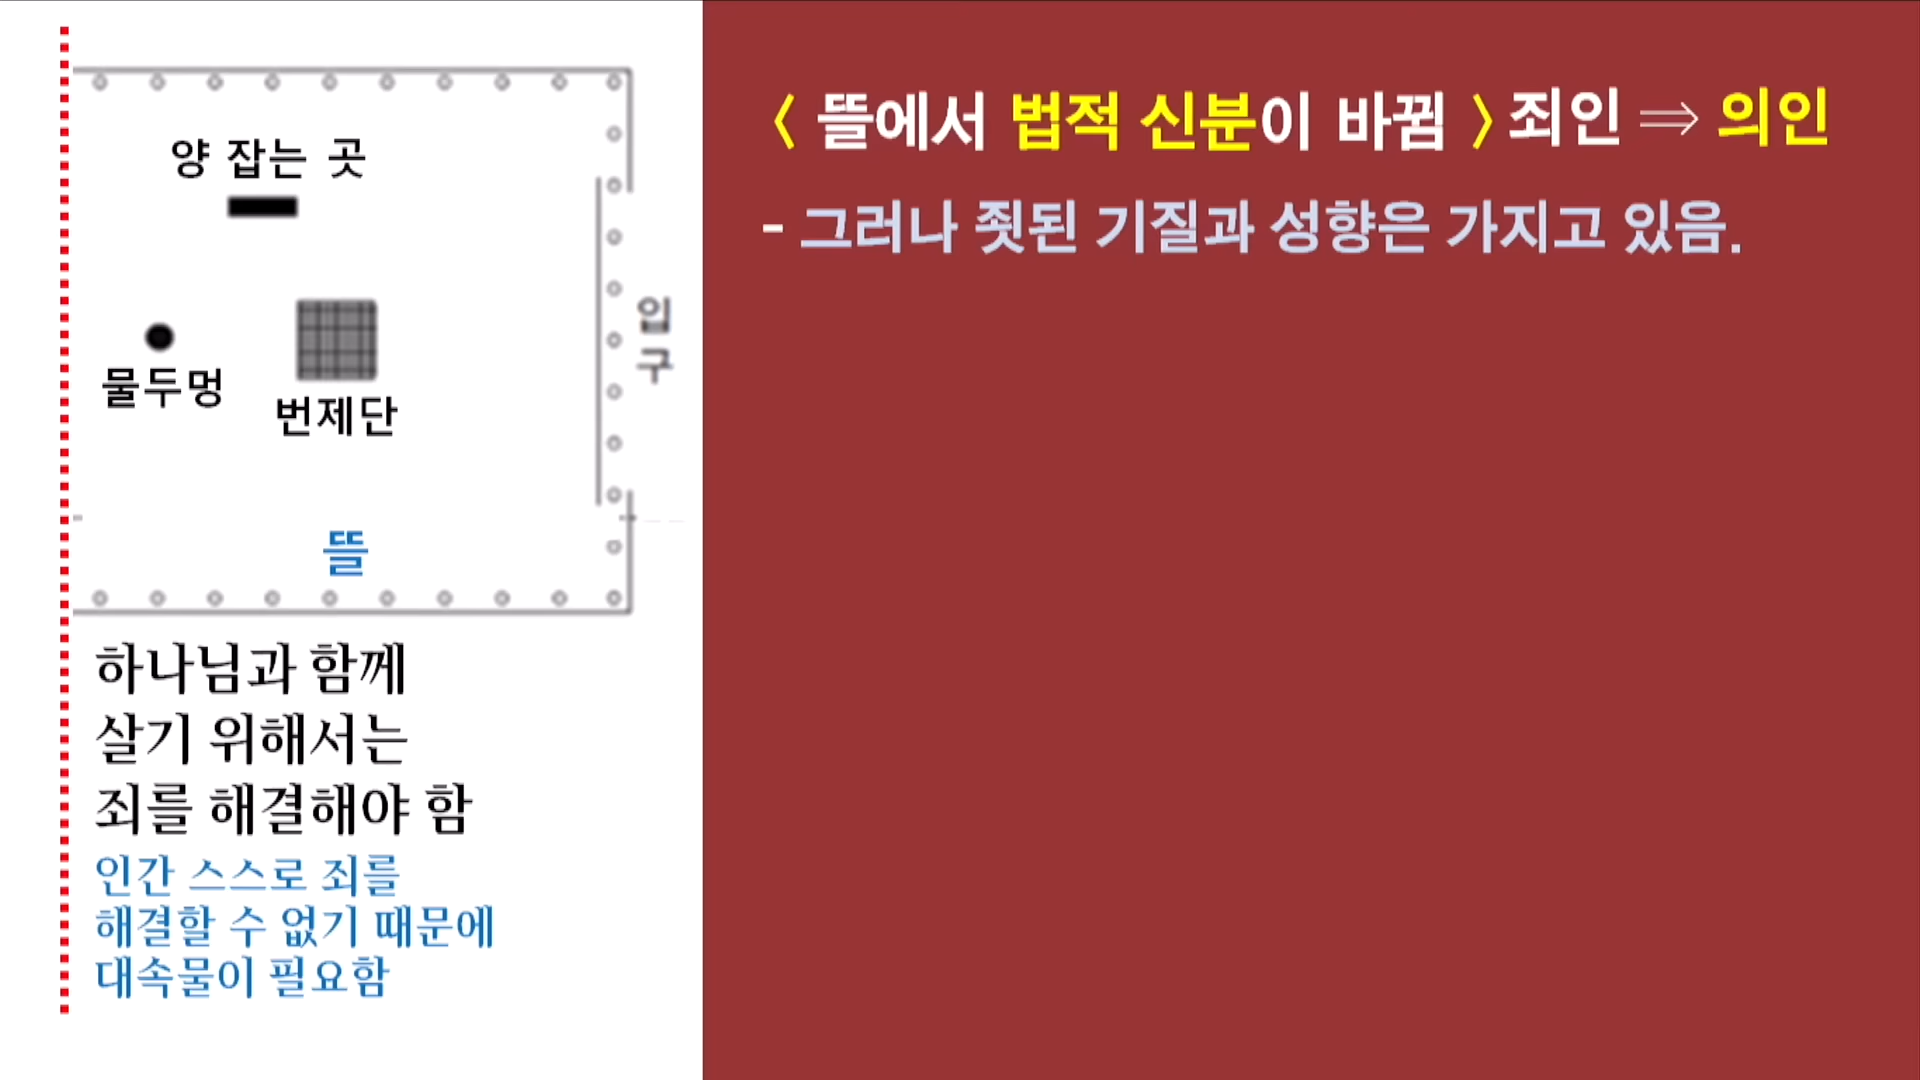 양 잡는 곳
물두멍
번제단
입
구
뜰
하나님과 함께
살기 위해서는
죄를 해결해야 함
인간 스스로 죄를
해결할 수 없기 때문에
대속물이 필요함
< 뜰에서 법적 신분이 바뀜 > 죄인 ⇒ 의인
- 그러나 죗된 기질과 성향은 가지고 있음.